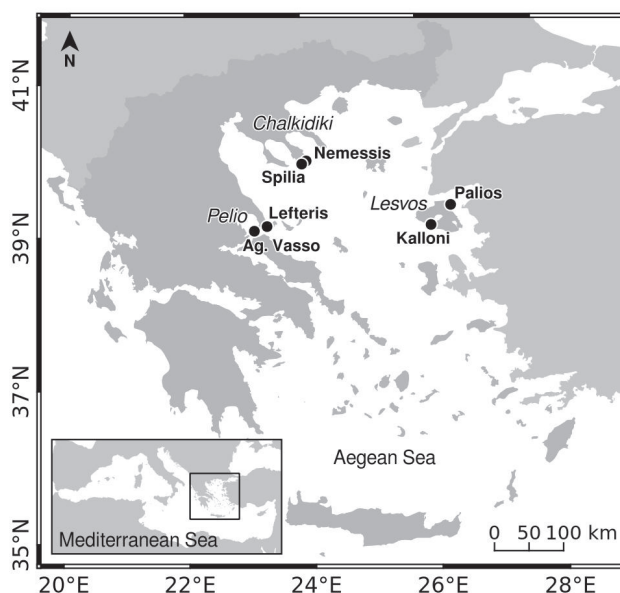 N
41°N
39°N
37°N
35°N
Chalkidiki
Nemessis
Spilia
Pelio
Lefteris
Ag. Vasso
Lesvos
Palios
Kalloni
Aegean Sea
Mediterranean Sea
0 50 100 km
20°E 22°E 24°E 26°E 28°E